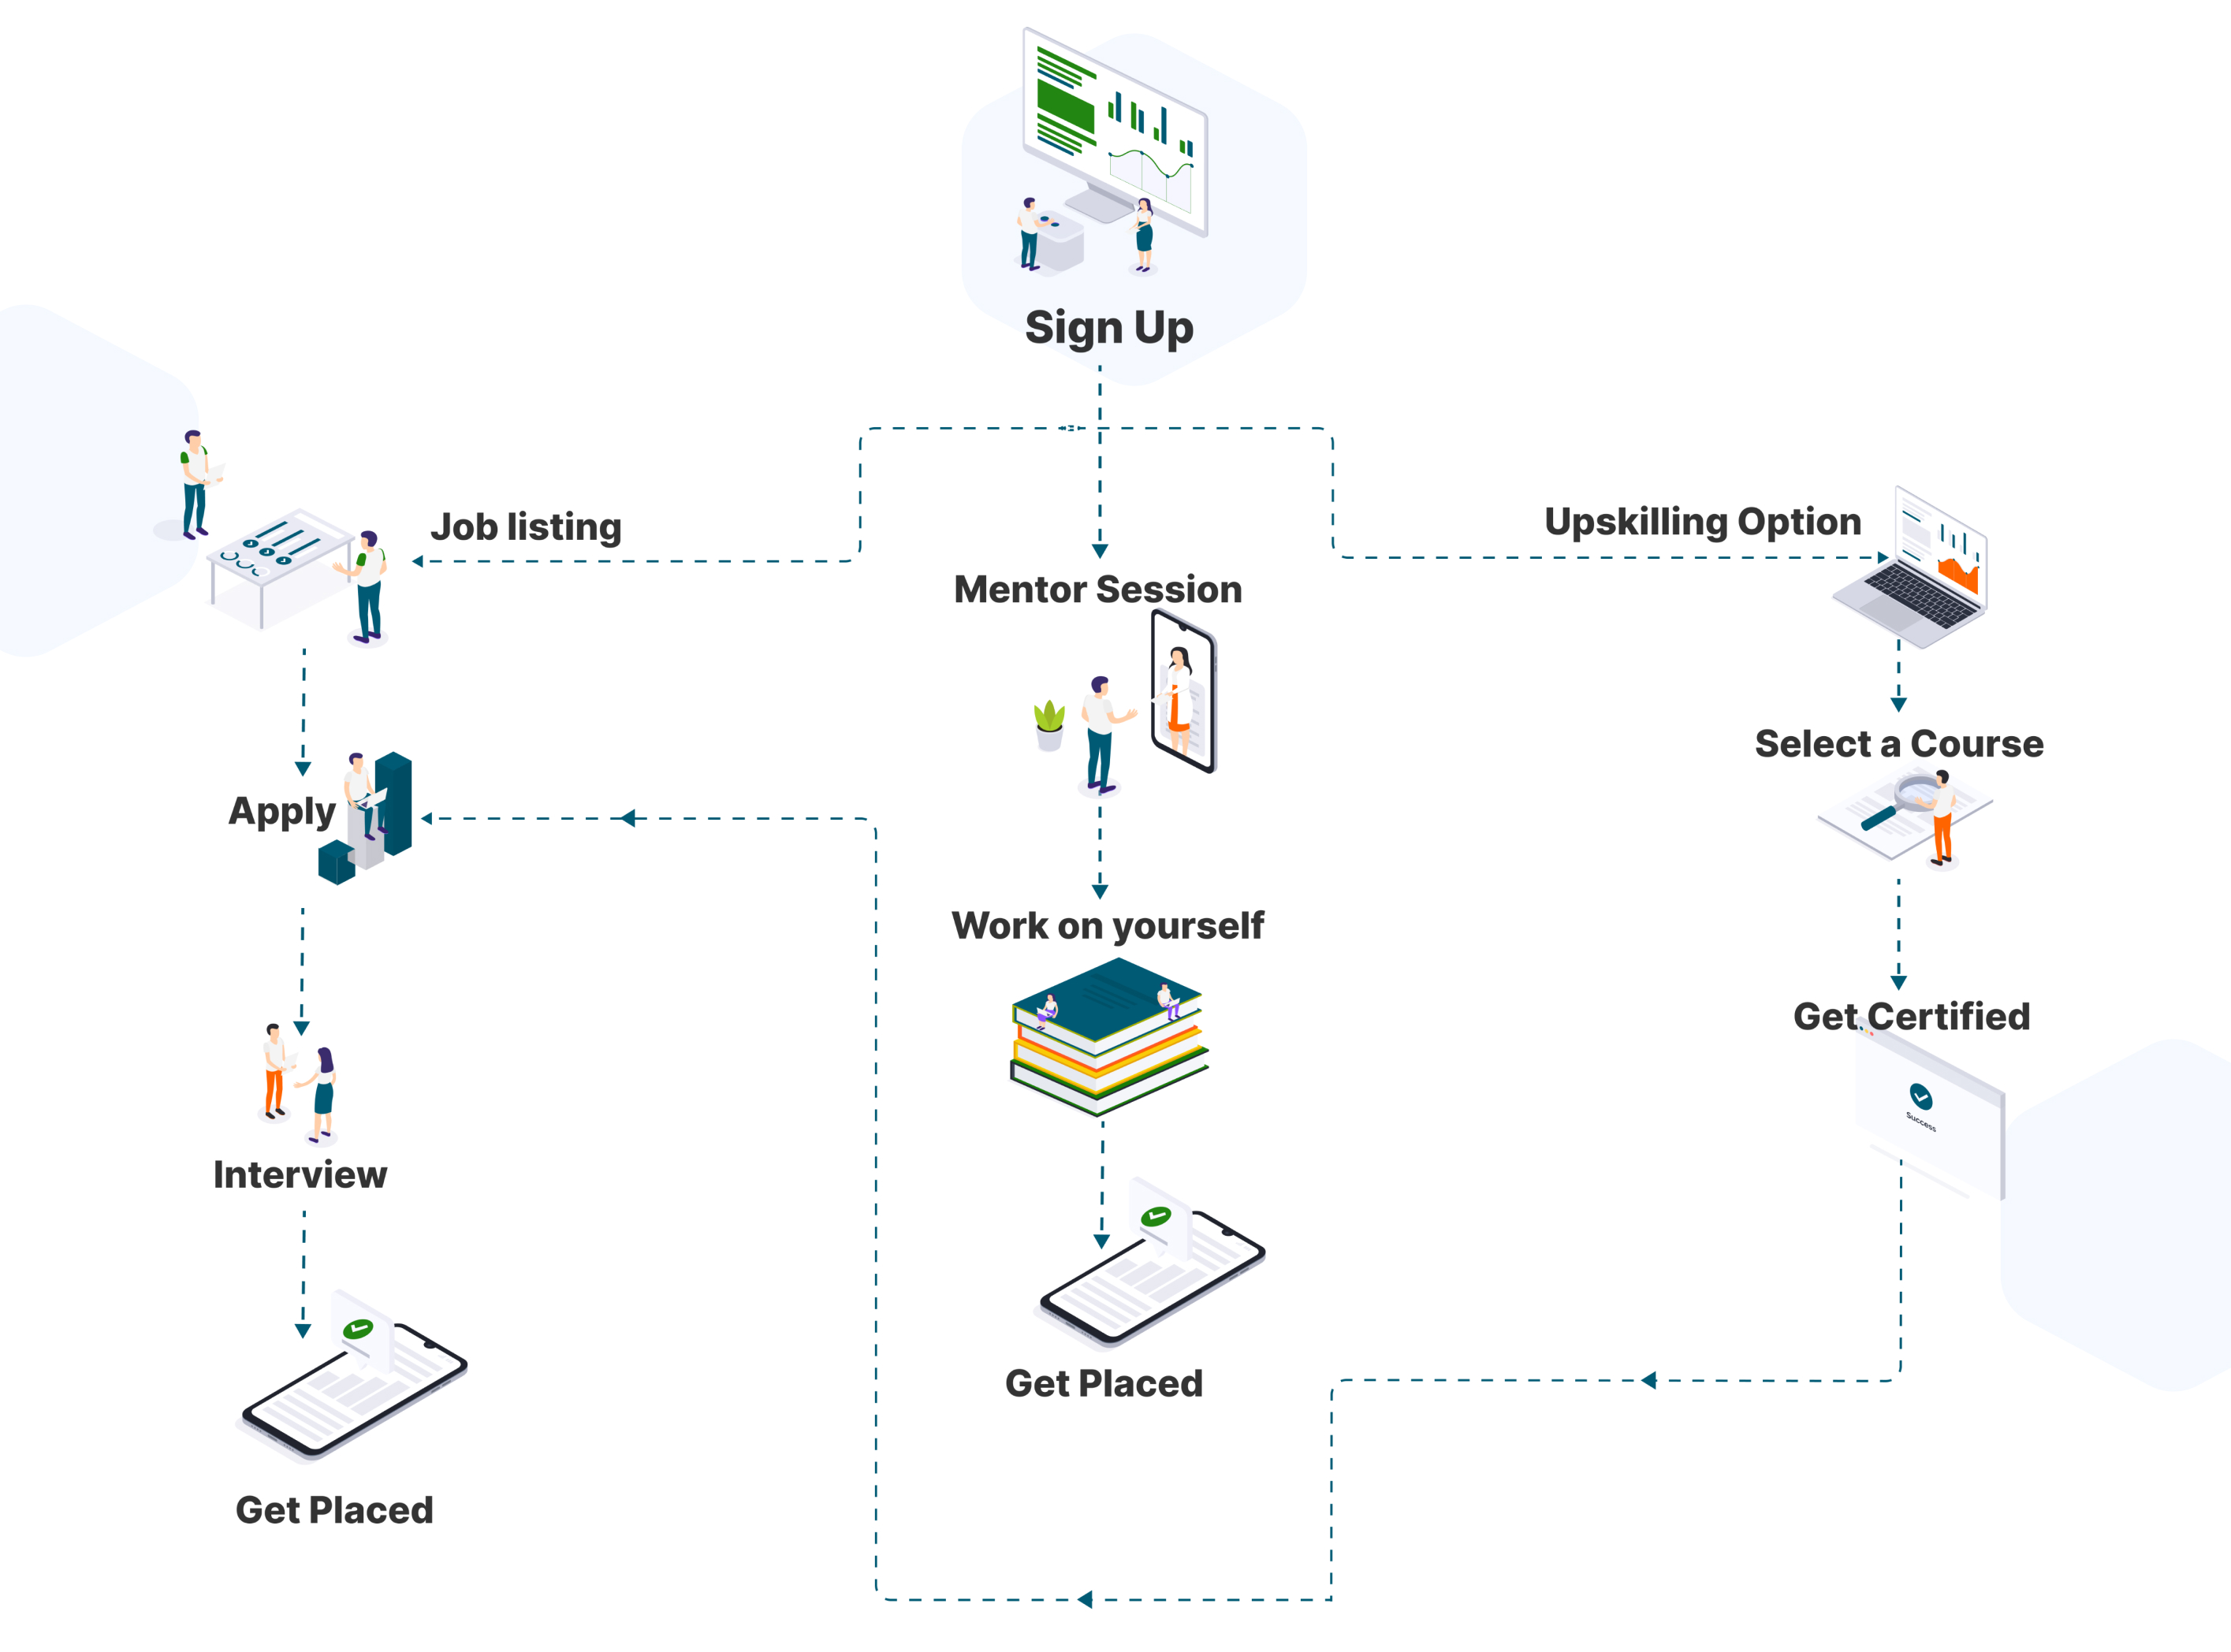 Sign Up
Job listing
Upskilling Option
Mentor Session
Select a Course
Apply
Work on yourself
Get Certified
Success
Interview
Get Placed
Get Placed